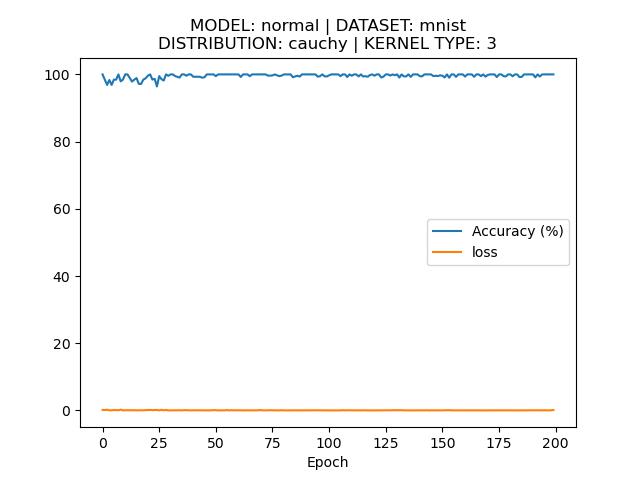 MODEL: normal | DATASET: mnist
DISTRIBUTION: cauchy | KERNEL TYPE: 3
100
80
60
40
20
0
Accuracy (%)
loss
0 25 50 75 100 125 150 175 200
Epoch